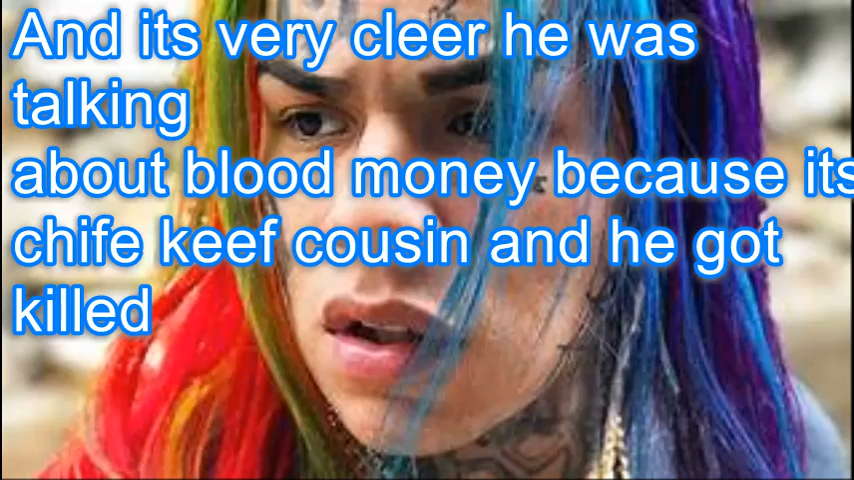 And its very cleer he was
talking
about blood money because its
chife keef cousin and he got
killed